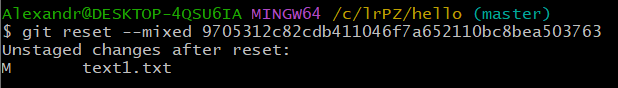 Alexandr@DESKTOP-4QSU6IA MINGW64 /c/lrPZ/hello (master)
$ git reset --mixed 9705312c82cdb411046f7a652110bc8bea503763
Unstaged changes after reset:
M       text1.txt